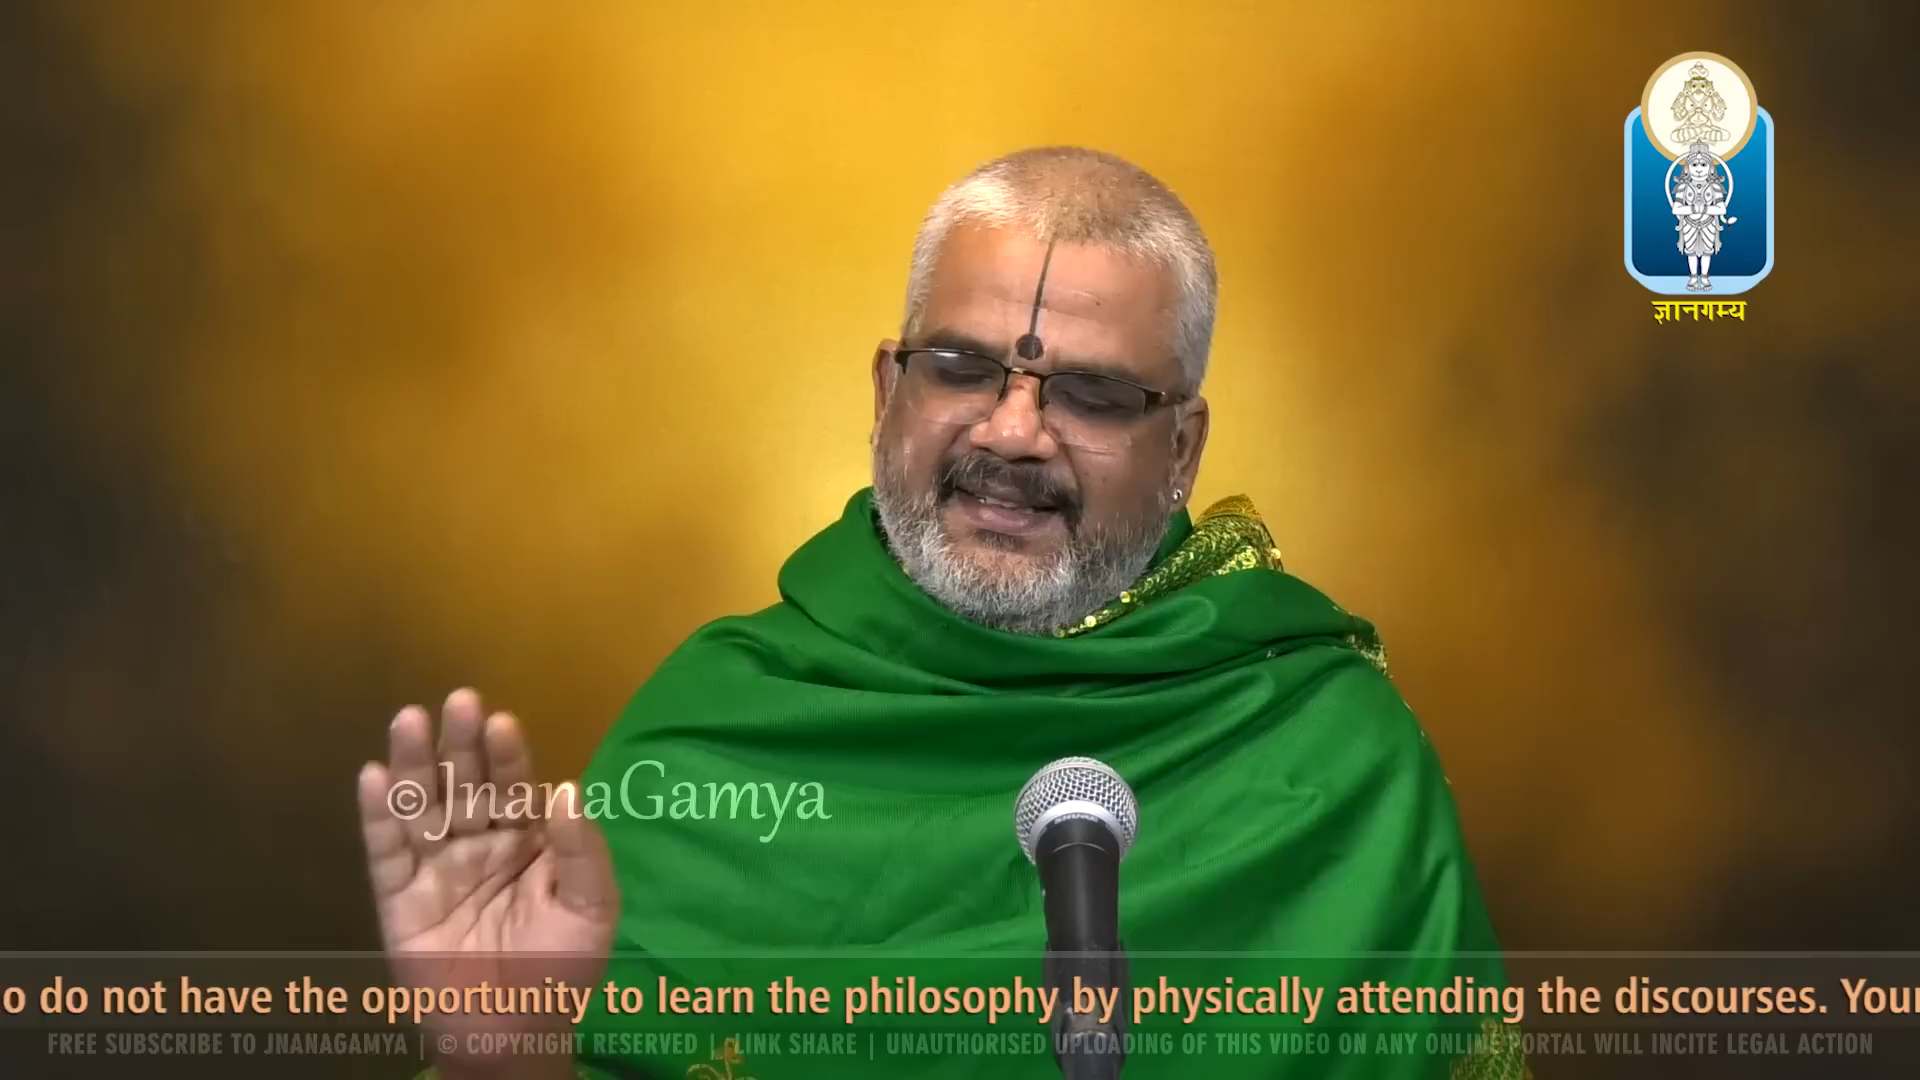 ज्ञानगम्य
©JnanaGamya
o do not have the opportunity to learn the philosophy by physically attending the discourses. Your
FREE SUBSCRIBE TO JNANAGAMYA | © COPYRIGHT RESERVED | LINK SHARE | UNAUTHORISED UPLOADING OF THIS VIDEO ON ANY ONLINE PORTAL WILL INCITE LEGAL ACTION